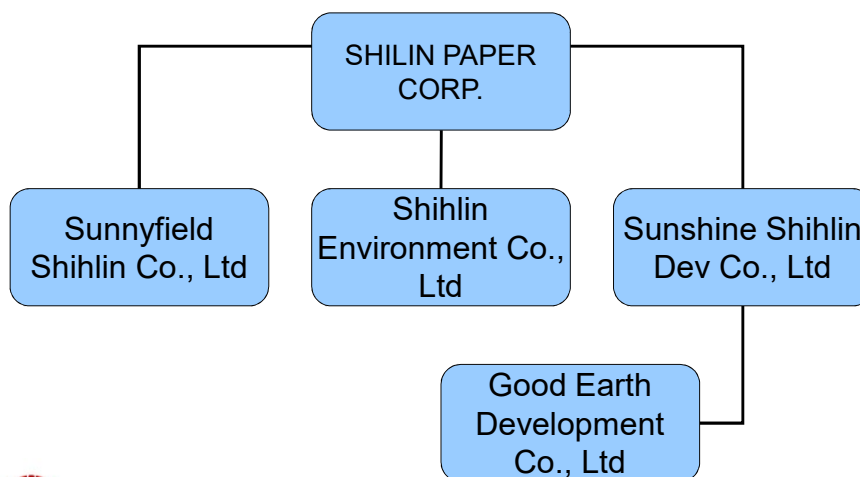 SHILIN PAPER
CORP.
Sunnyfield
Shihlin Co., Ltd
Shihlin
Environment Co.,
Ltd
Sunshine Shihlin
Dev Co., Ltd
Good Earth
Development
Co., Ltd